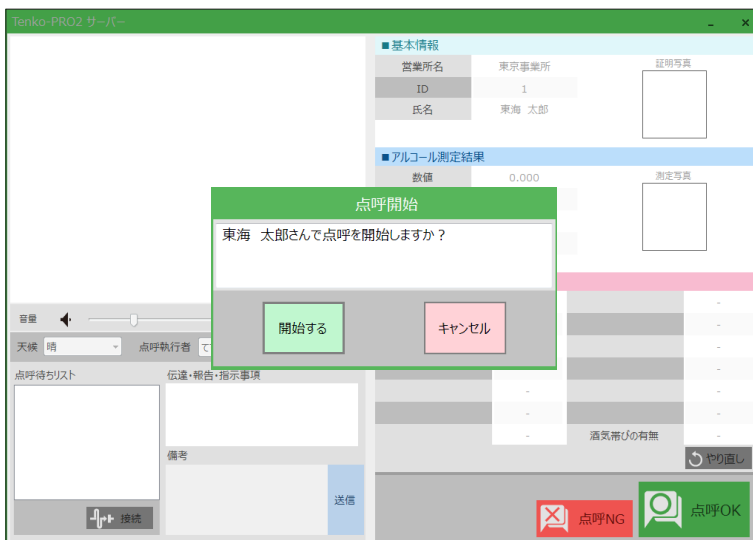 Tenko-PRO2 サーバー
■基本情報
営業所名 東京事業所 証明写真
ID 1
氏名 東海 太郎
■アルコール測定結果
数値 0.000 測定写真
点呼開始
東海 太郎さんで点呼を開始しますか？
開始する キャンセル
音量
天候 晴 点呼執行者 て
点呼待ちリスト 伝達・報告・指示事項
備考
酒気帯びの有無 -
やり直し
接続 送信
点呼NG 点呼OK